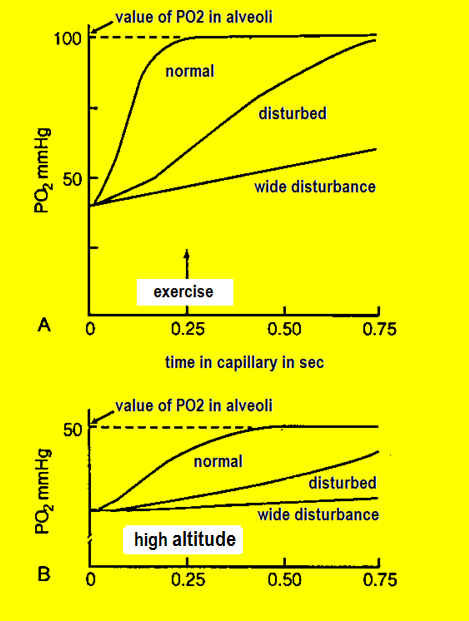 value of PO2 in alveoli
100
normal
disturbed
50
wide disturbance
PO2 mmHg
exercise
A
0 0.25 0.50 0.75
time in capillary in sec
value of PO2 in alveoli
50
normal
disturbed
wide disturbance
PO2 mmHg
high altitude
B
0 0.25 0.50 0.75